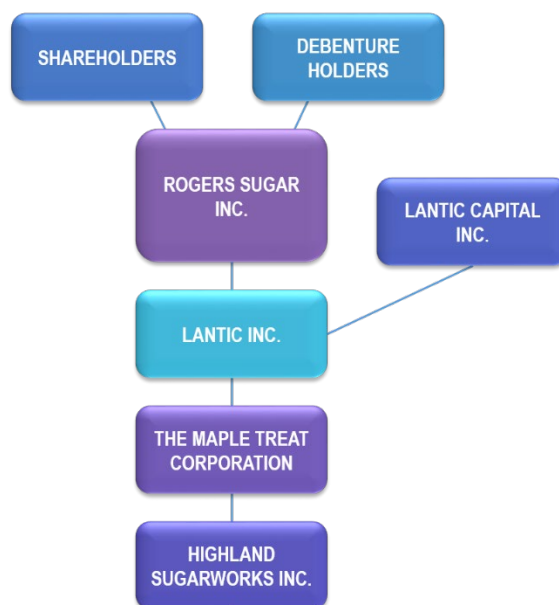 SHAREHOLDERS
DEBENTURE
HOLDERS
ROGERS SUGAR
INC.
LANTIC CAPITAL
INC.
LANTIC INC.
THE MAPLE TREAT
CORPORATION
HIGHLAND
SUGARWORKS INC.